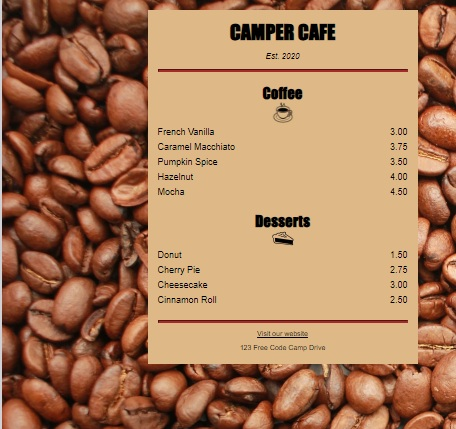 CAMPER CAFE
Est. 2020
Coffee
French Vanilla 3.00
Caramel Macchiato 3.75
Pumpkin Spice 3.50
Hazelnut 4.00
Mocha 4.50
Desserts
Donut 1.50
Cherry Pie 2.75
Cheesecake 3.00
Cinnamon Roll 2.50
Visit our website
123 Free Code Camp Drive